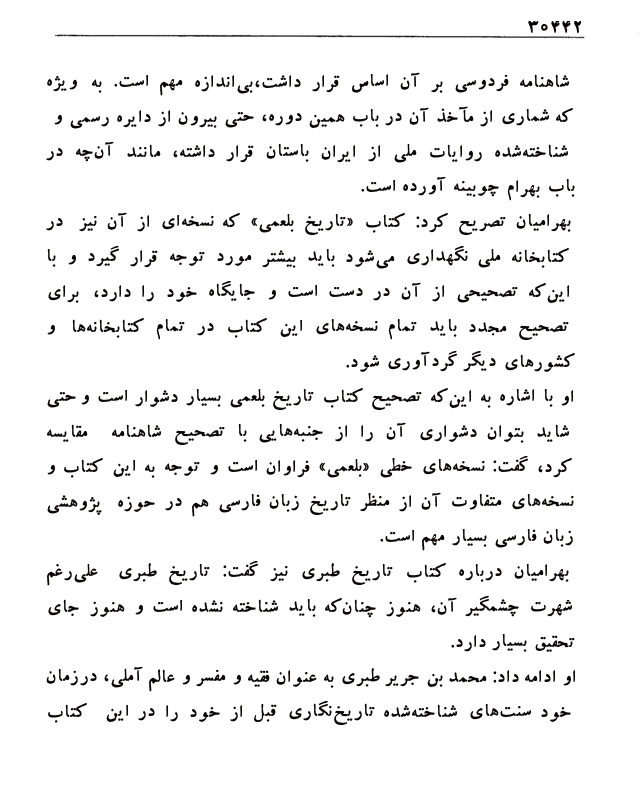 ۳۰۴۴۲
شاهنامه فردوسی بر آن اساس قرار داشت،بی‌اندازه مهم است. به ویژه
که شماری از مآخذ آن در باب همین دوره، حتی بیرون از دایره رسمی و
شناخته‌شده روایات ملی از ایران باستان قرار داشته، مانند آن‌چه در
باب بهرام چوبینه آورده است.
بهرامیان تصریح کرد: کتاب «تاریخ بلعمی» که نسخه‌ای از آن نیز در
کتابخانه ملی نگهداری می‌شود باید بیشتر مورد توجه قرار گیرد و با
این‌که تصحیحی از آن در دست است و جایگاه خود را دارد، برای
تصحیح مجدد باید تمام نسخه‌های این کتاب در تمام کتابخانه‌ها و
کشورهای دیگر گردآوری شود.
او با اشاره به این‌که تصحیح کتاب تاریخ بلعمی بسیار دشوار است و حتی
شاید بتوان دشواری آن را از جنبه‌هایی با تصحیح شاهنامه مقایسه
کرد، گفت: نسخه‌های خطی «بلعمی» فراوان است و توجه به این کتاب و
نسخه‌های متفاوت آن از منظر تاریخ زبان فارسی هم در حوزه پژوهشی
زبان فارسی بسیار مهم است.
بهرامیان درباره کتاب تاریخ طبری نیز گفت: تاریخ طبری علی‌رغم
شهرت چشمگیر آن، هنوز چنان‌که باید شناخته نشده است و هنوز جای
تحقیق بسیار دارد.
او ادامه داد: محمد بن جریر طبری به عنوان فقیه و مفسر و عالم آملی، درزمان
خود سنت‌های شناخته‌شده تاریخ‌نگاری قبل از خود را در این کتاب